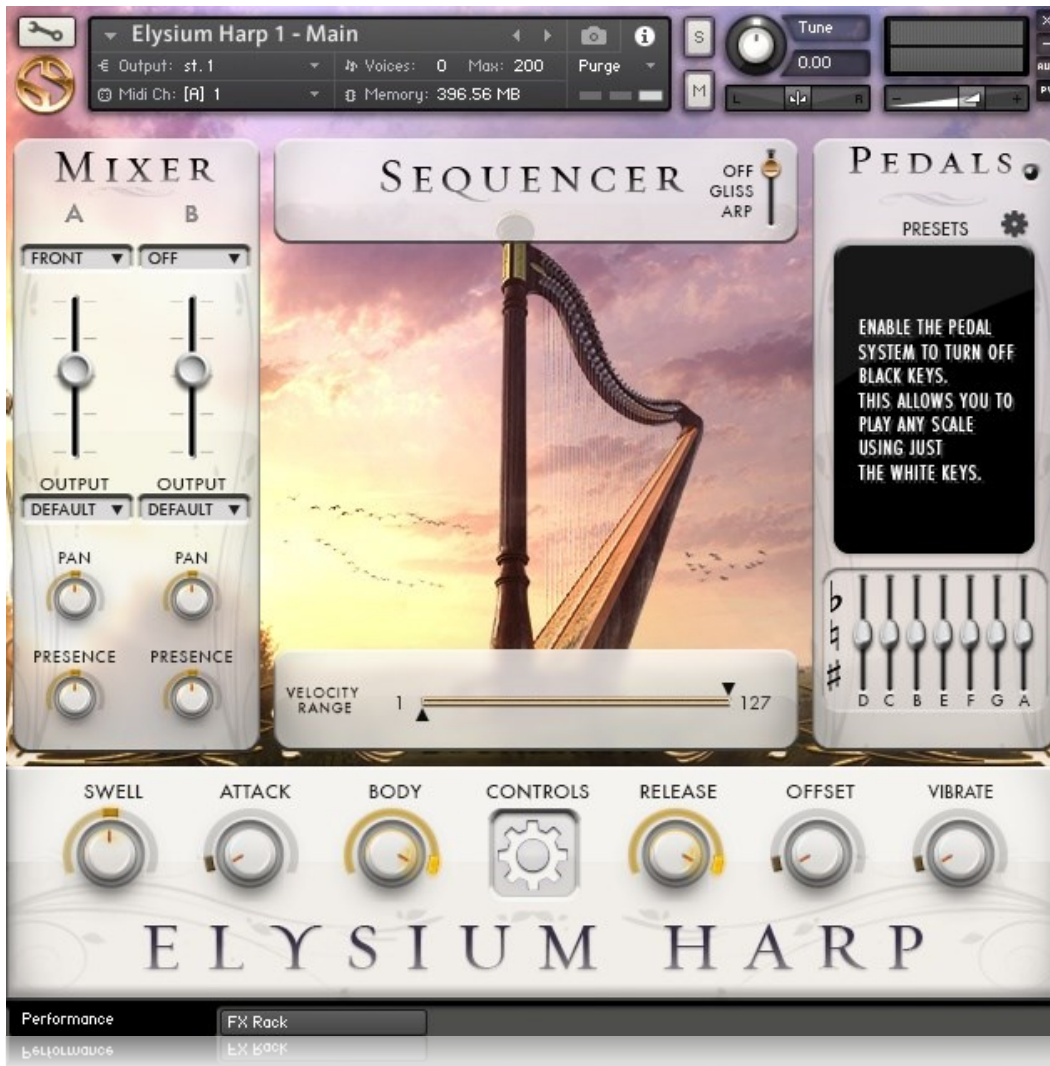 Elysium Harp 1 - Main
Output: st. 1
Voices: 0 Max: 200
Purge
Midi Ch: [A] 1
Memory: 396.56 MB
S
M
Tune
0.00
L R
- +
AU
MIXER
A B
FRONT OFF
OUTPUT OUTPUT
DEFAULT DEFAULT
PAN PAN
PRESENCE PRESENCE
SEQUENCER
OFF
GLISS
ARP
VELOCITY
RANGE
1 127
PEDALS
PRESETS
ENABLE THE PEDAL
SYSTEM TO TURN OFF
BLACK KEYS.
THIS ALLOWS YOU TO
PLAY ANY SCALE
USING JUST
THE WHITE KEYS.
♭
♮
♯
D C B E F G A
SWELL ATTACK BODY CONTROLS RELEASE OFFSET VIBRATE
ELYSIUM HARP
Performance
FX Rack